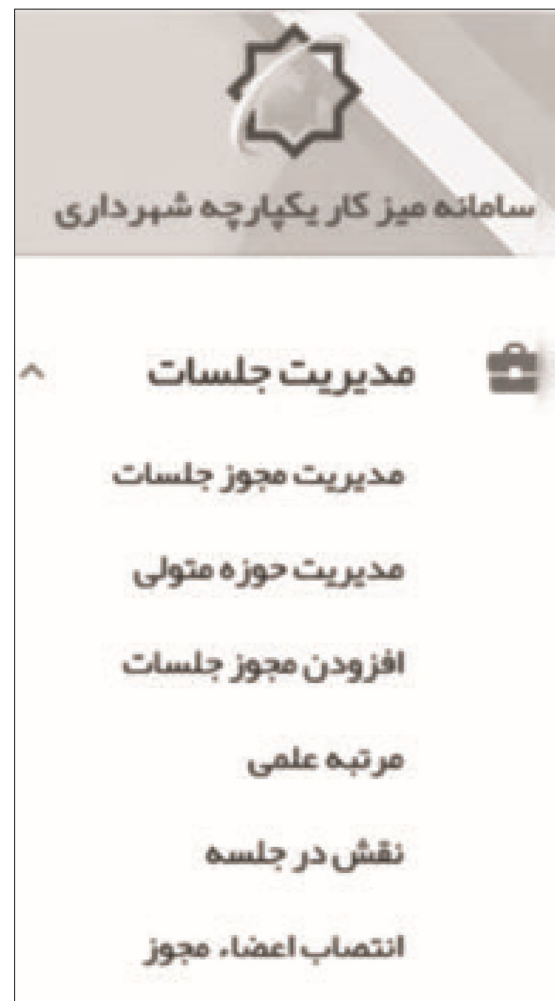 سامانه میز کار یکپارچه شهرداری
مدیریت جلسات
مدیریت مجوز جلسات
مدیریت حوزه متولی
افزودن مجوز جلسات
مرتبه علمی
نقش در جلسه
انتصاب اعضاء مجوز